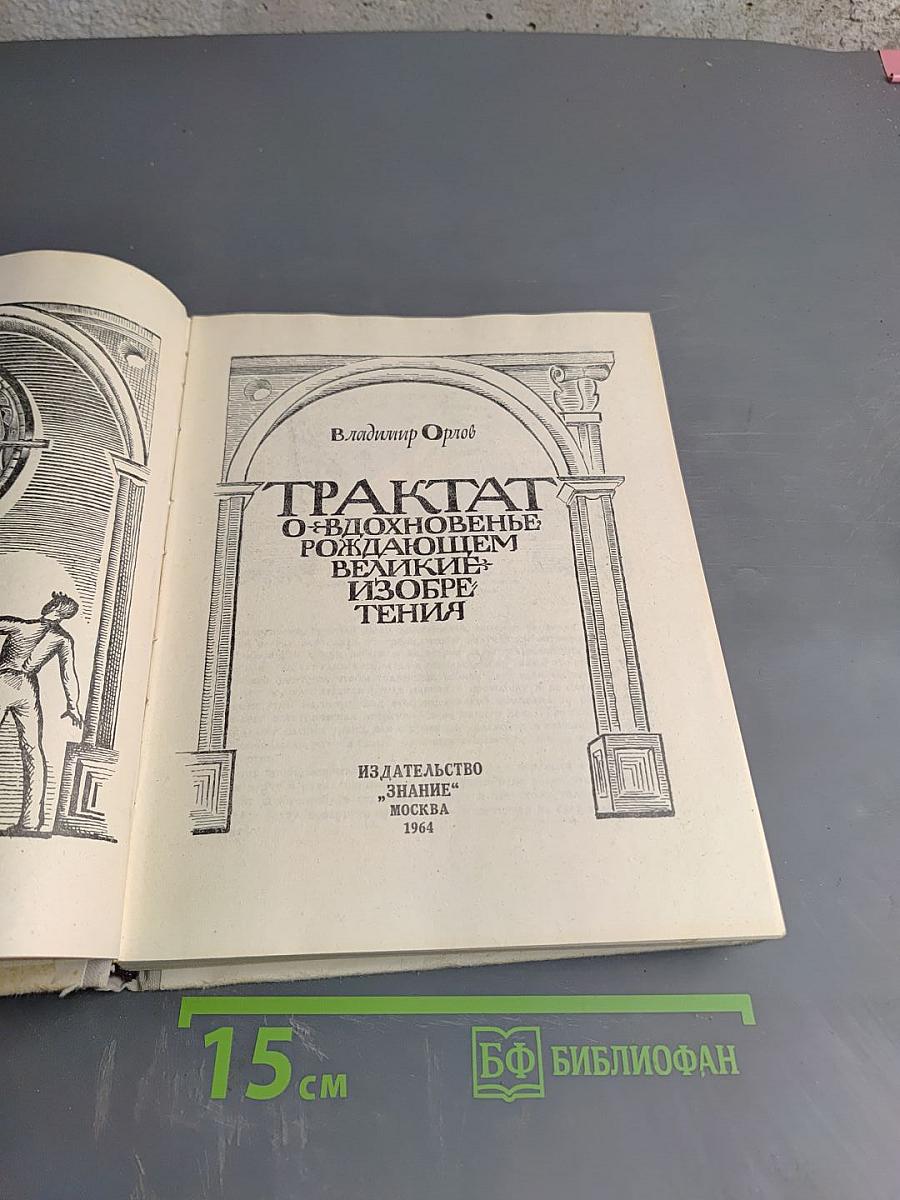 Владимир Орлов
ТРАКТАТ
О ВДОХНОВЕНЬЕ,
РОЖДАЮЩЕМ
ВЕЛИКИЕ
ИЗОБРЕ-
ТЕНИЯ
ИЗДАТЕЛЬСТВО
„ЗНАНИЕ“
МОСКВА
1964
15 см
БФ БИБЛИОФАН